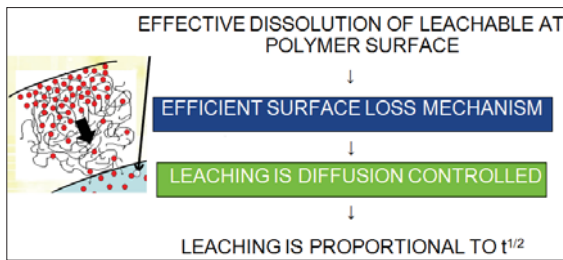 EFFECTIVE DISSOLUTION OF LEACHABLE AT
POLYMER SURFACE
↓
EFFICIENT SURFACE LOSS MECHANISM
↓
LEACHING IS DIFFUSION CONTROLLED
↓
LEACHING IS PROPORTIONAL TO t^1/2